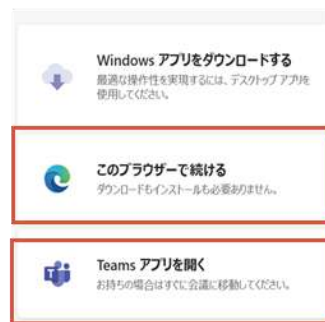 Windows アプリをダウンロードする
最適な操作性を実現するには、デスクトップ アプリを
使用してください。
このブラウザーで続ける
ダウンロードもインストールも必要ありません。
Teams アプリを開く
お持ちの場合はすぐに会議に移動してください。